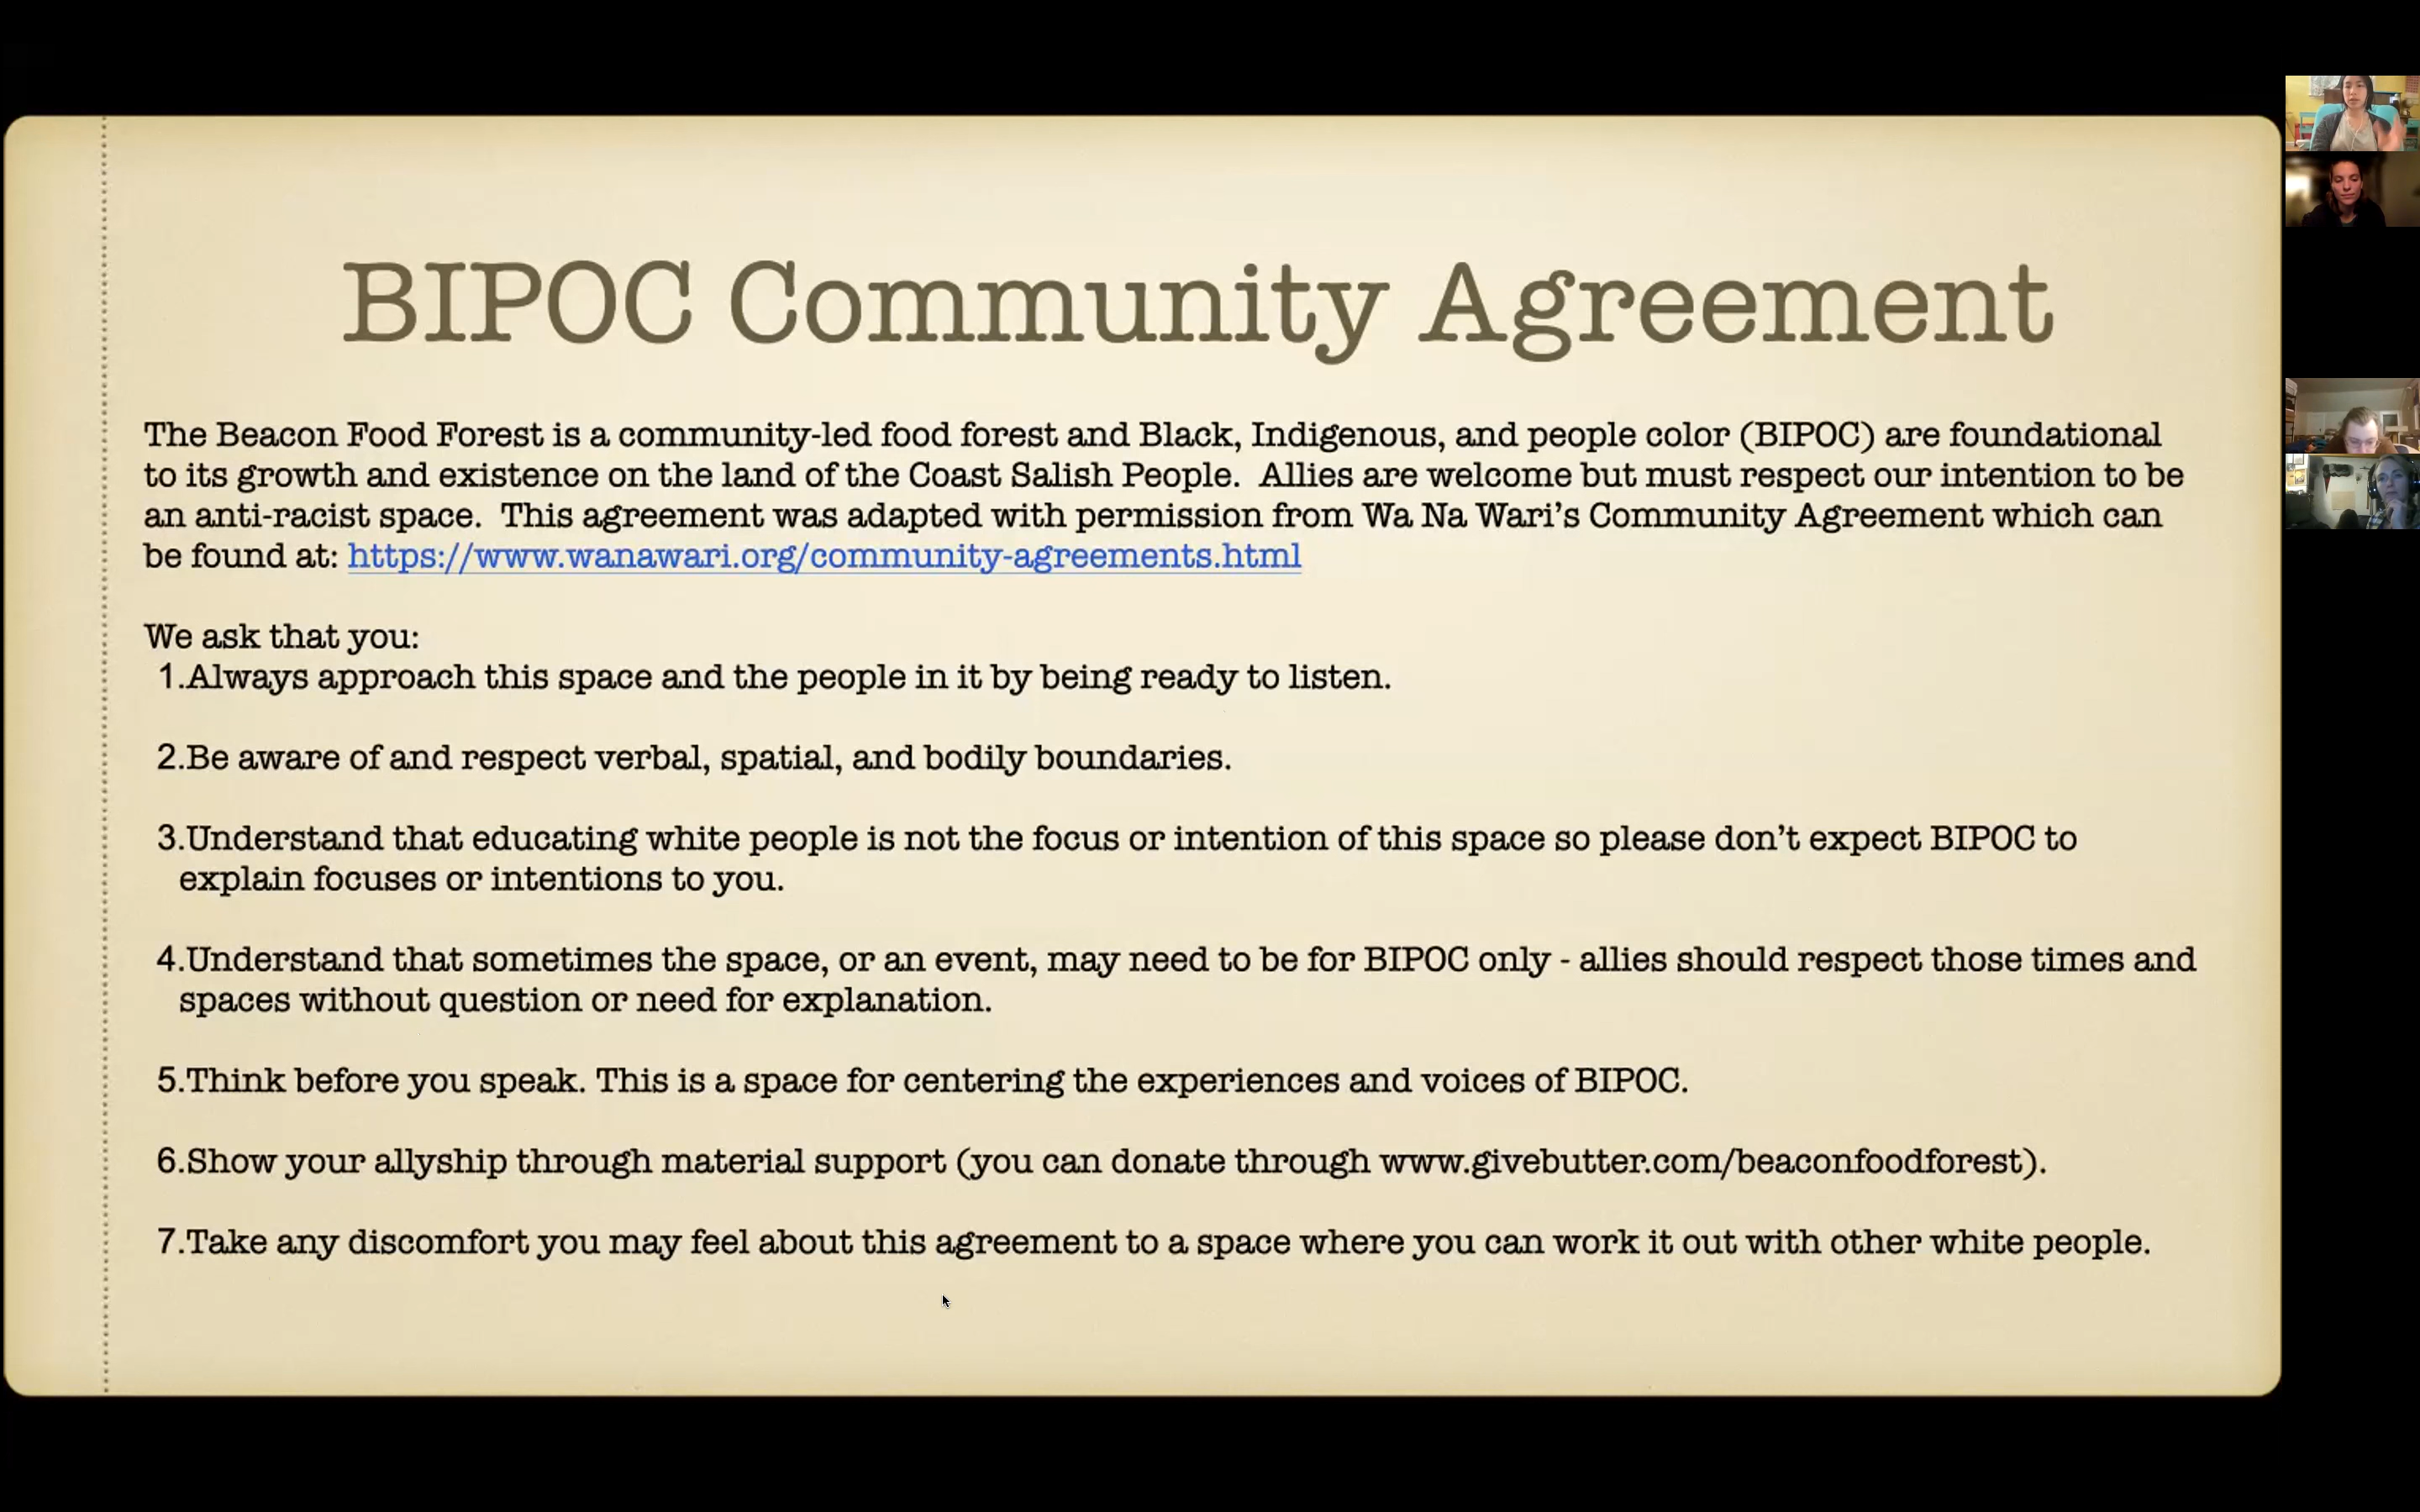 BIPOC Community Agreement
The Beacon Food Forest is a community-led food forest and Black, Indigenous, and people color (BIPOC) are foundational
to its growth and existence on the land of the Coast Salish People.  Allies are welcome but must respect our intention to be
an anti-racist space.  This agreement was adapted with permission from Wa Na Wari’s Community Agreement which can
be found at: https://www.wanawari.org/community-agreements.html
We ask that you:
1.Always approach this space and the people in it by being ready to listen.
2.Be aware of and respect verbal, spatial, and bodily boundaries.
3.Understand that educating white people is not the focus or intention of this space so please don’t expect BIPOC to
explain focuses or intentions to you.
4.Understand that sometimes the space, or an event, may need to be for BIPOC only - allies should respect those times and
spaces without question or need for explanation.
5.Think before you speak. This is a space for centering the experiences and voices of BIPOC.
6.Show your allyship through material support (you can donate through www.givebutter.com/beaconfoodforest).
7.Take any discomfort you may feel about this agreement to a space where you can work it out with other white people.